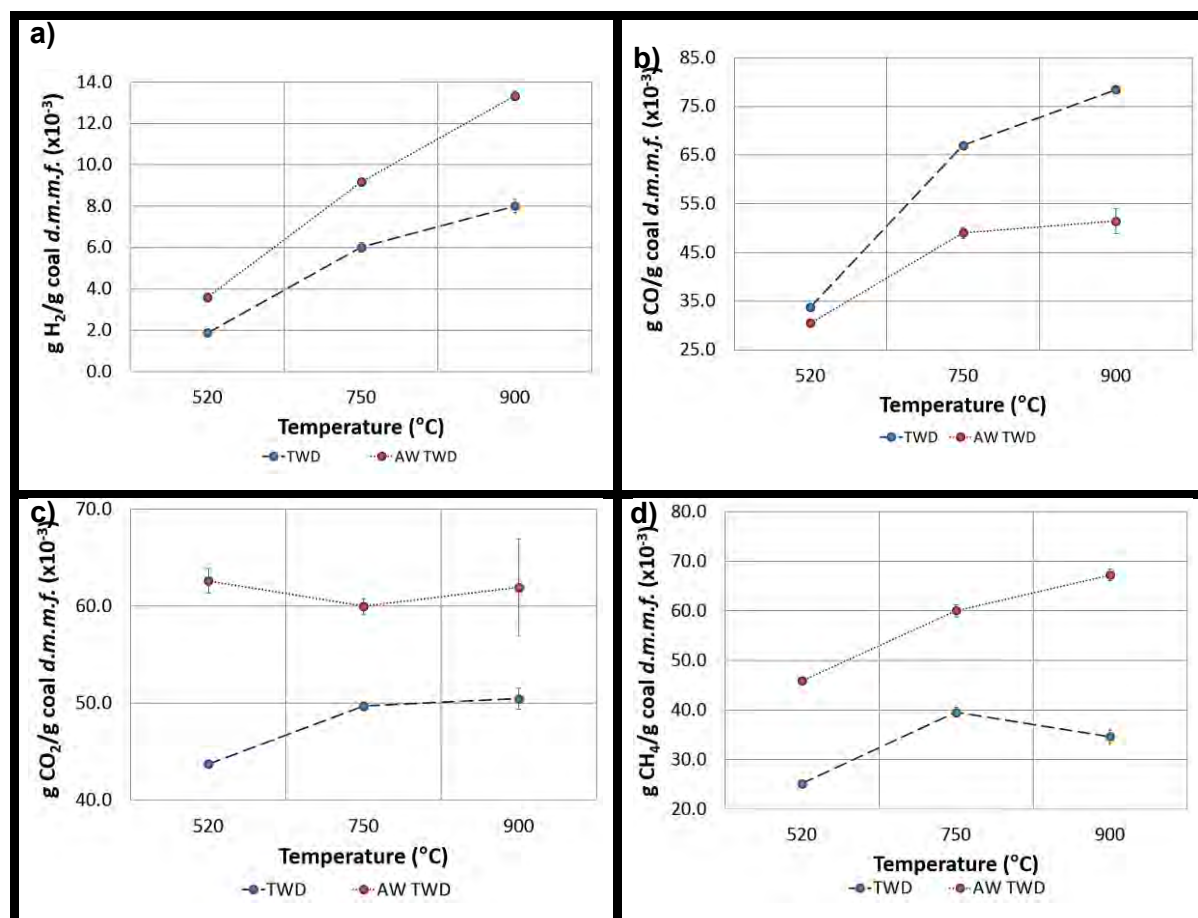 a)
g H₂/g coal d.m.m.f. (x10⁻³)
14.0
12.0
10.0
8.0
6.0
4.0
2.0
0.0
520 750 900
Temperature (°C)
TWD AW TWD
b)
g CO/g coal d.m.m.f. (x10⁻³)
85.0
75.0
65.0
55.0
45.0
35.0
25.0
520 750 900
Temperature (°C)
TWD AW TWD
c)
g CO₂/g coal d.m.m.f. (x10⁻³)
70.0
60.0
50.0
40.0
520 750 900
Temperature (°C)
TWD AW TWD
d)
g CH₄/g coal d.m.m.f. (x10⁻³)
80.0
70.0
60.0
50.0
40.0
30.0
20.0
520 750 900
Temperature (°C)
TWD AW TWD